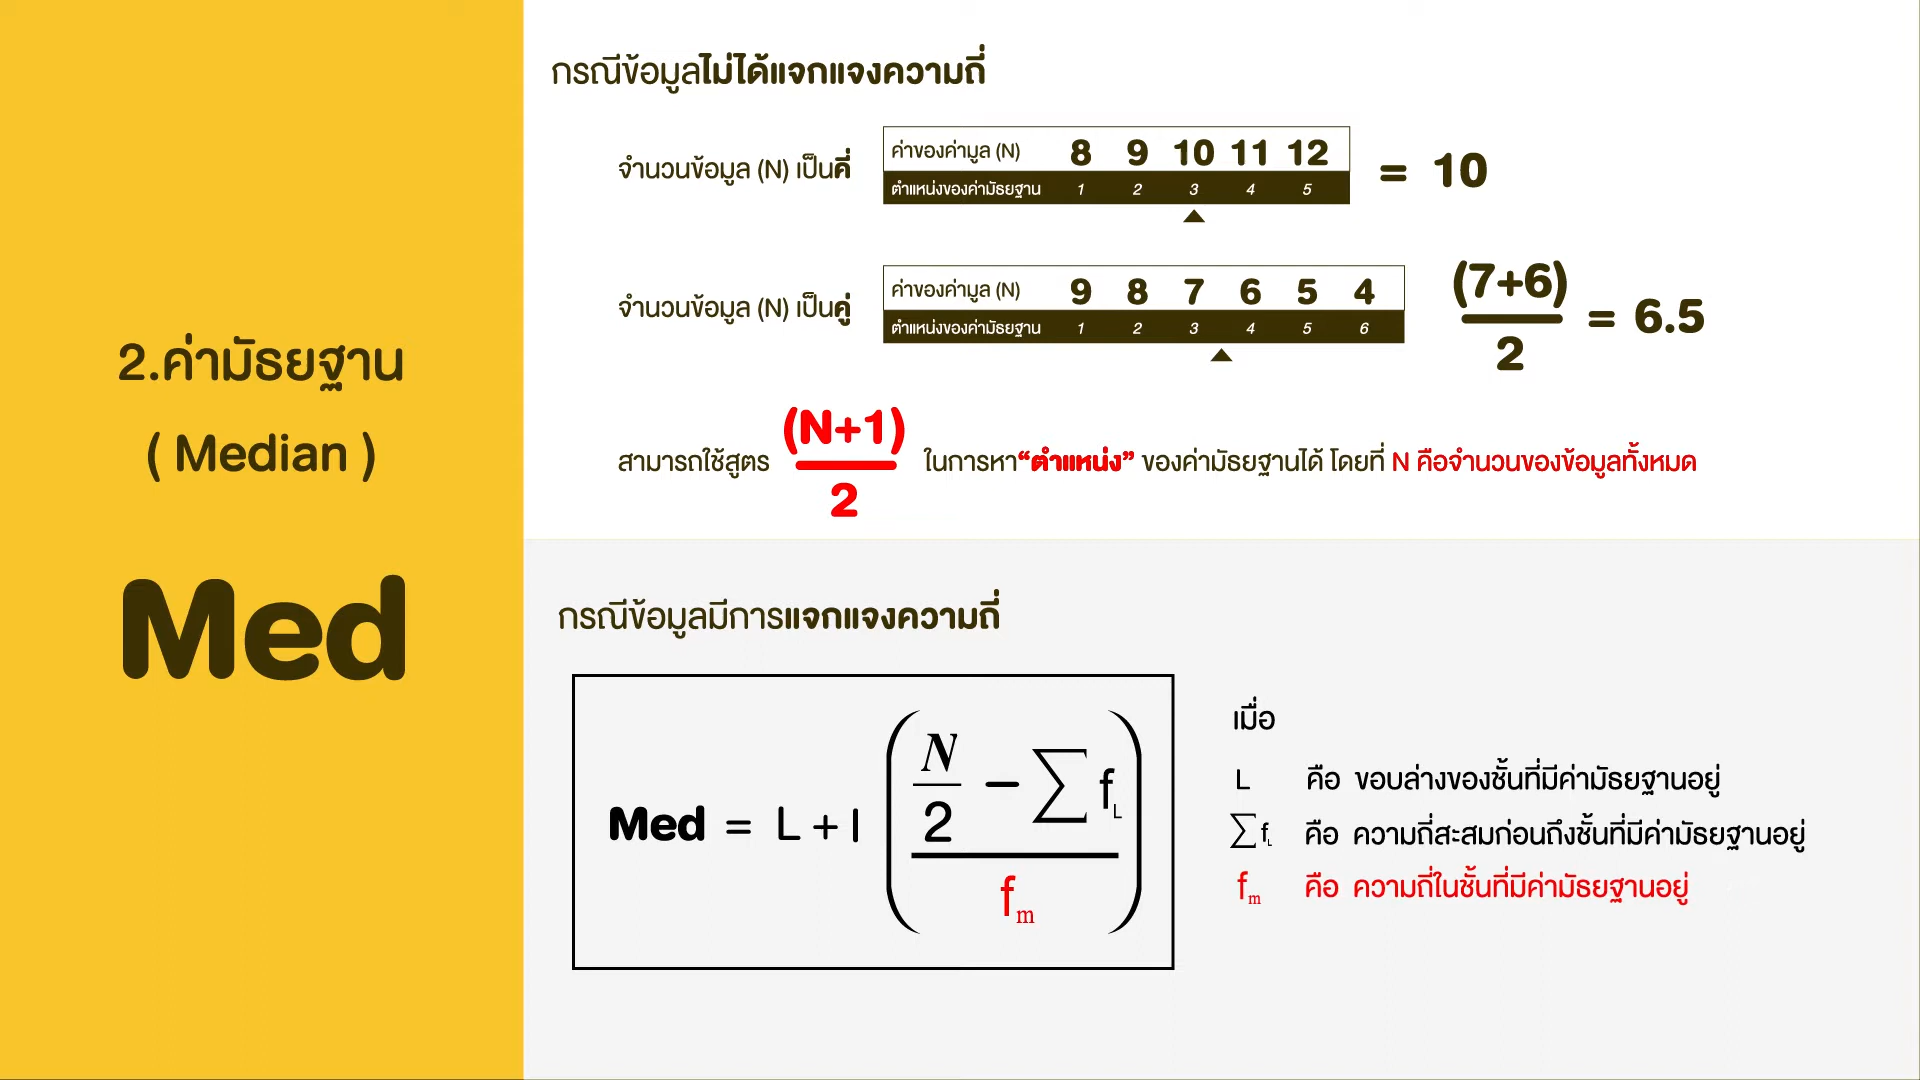 2.ค่ามัธยฐาน
( Median )
Med
กรณีข้อมูลไม่ได้แจกแจงความถี่
จำนวนข้อมูล (N) เป็นคี่
ค่าของค่ามูล (N) 8 9 10 11 12
ตำแหน่งของค่ามัธยฐาน 1 2 3 4 5
= 10
จำนวนข้อมูล (N) เป็นคู่
ค่าของค่ามูล (N) 9 8 7 6 5 4
ตำแหน่งของค่ามัธยฐาน 1 2 3 4 5 6
(7+6)
2
= 6.5
สามารถใช้สูตร (N+1) / 2 ในการหา“ตำแหน่ง” ของค่ามัธยฐานได้ โดยที่ N คือจำนวนของข้อมูลทั้งหมด
กรณีข้อมูลมีการแจกแจงความถี่
Med = L + I ( N/2 − ∑ fL / fm )
เมื่อ
L คือ ขอบล่างของชั้นที่มีค่ามัธยฐานอยู่
∑ fL คือ ความถี่สะสมก่อนถึงชั้นที่มีค่ามัธยฐานอยู่
fm คือ ความถี่ในชั้นที่มีค่ามัธยฐานอยู่